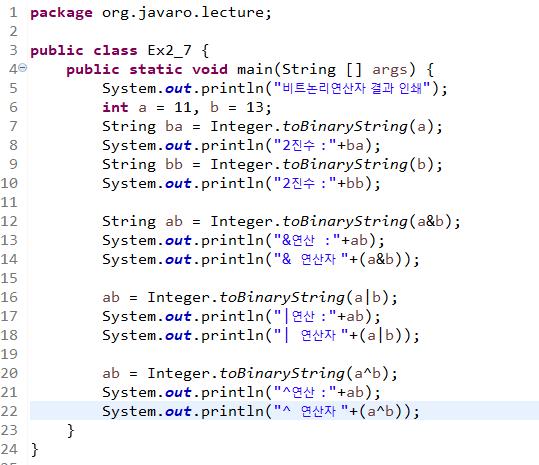 1 package org.javaro.lecture;
2
3 public class Ex2_7 {
4     public static void main(String [] args) {
5         System.out.println("비트논리연산자 결과 인쇄");
6         int a = 11, b = 13;
7         String ba = Integer.toBinaryString(a);
8         System.out.println("2진수 :"+ba);
9         String bb = Integer.toBinaryString(b);
10         System.out.println("2진수 :"+bb);
11
12         String ab = Integer.toBinaryString(a&b);
13         System.out.println("&연산 :"+ab);
14         System.out.println("& 연산자 "+(a&b));
15
16         ab = Integer.toBinaryString(a|b);
17         System.out.println("|연산 :"+ab);
18         System.out.println("| 연산자 "+(a|b));
19
20         ab = Integer.toBinaryString(a^b);
21         System.out.println("^연산 :"+ab);
22         System.out.println("^ 연산자 "+(a^b));
23     }
24 }